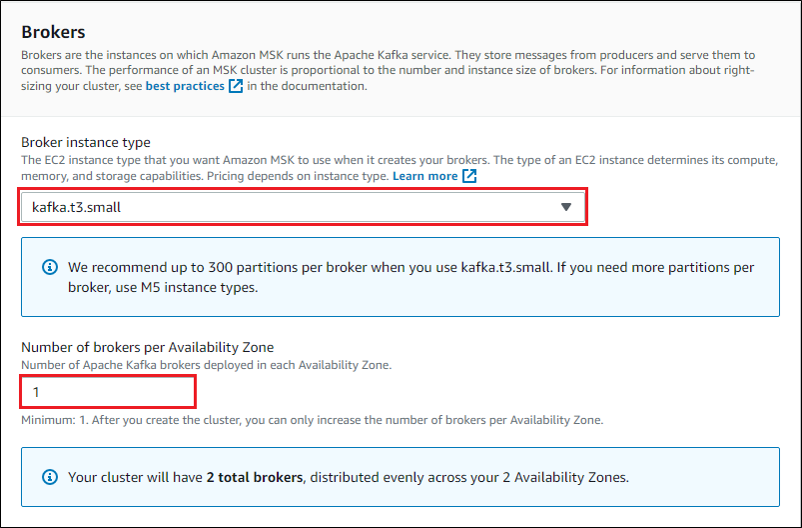 Brokers
Brokers are the instances on which Amazon MSK runs the Apache Kafka service. They store messages from producers and serve them to
consumers. The performance of an MSK cluster is proportional to the number and instance size of brokers. For information about right-
sizing your cluster, see best practices in the documentation.
Broker instance type
The EC2 instance type that you want Amazon MSK to use when it creates your brokers. The type of an EC2 instance determines its compute,
memory, and storage capabilities. Pricing depends on instance type. Learn more
kafka.t3.small
We recommend up to 300 partitions per broker when you use kafka.t3.small. If you need more partitions per
broker, use M5 instance types.
Number of brokers per Availability Zone
Number of Apache Kafka brokers deployed in each Availability Zone.
1
Minimum: 1. After you create the cluster, you can only increase the number of brokers per Availability Zone.
Your cluster will have 2 total brokers, distributed evenly across your 2 Availability Zones.